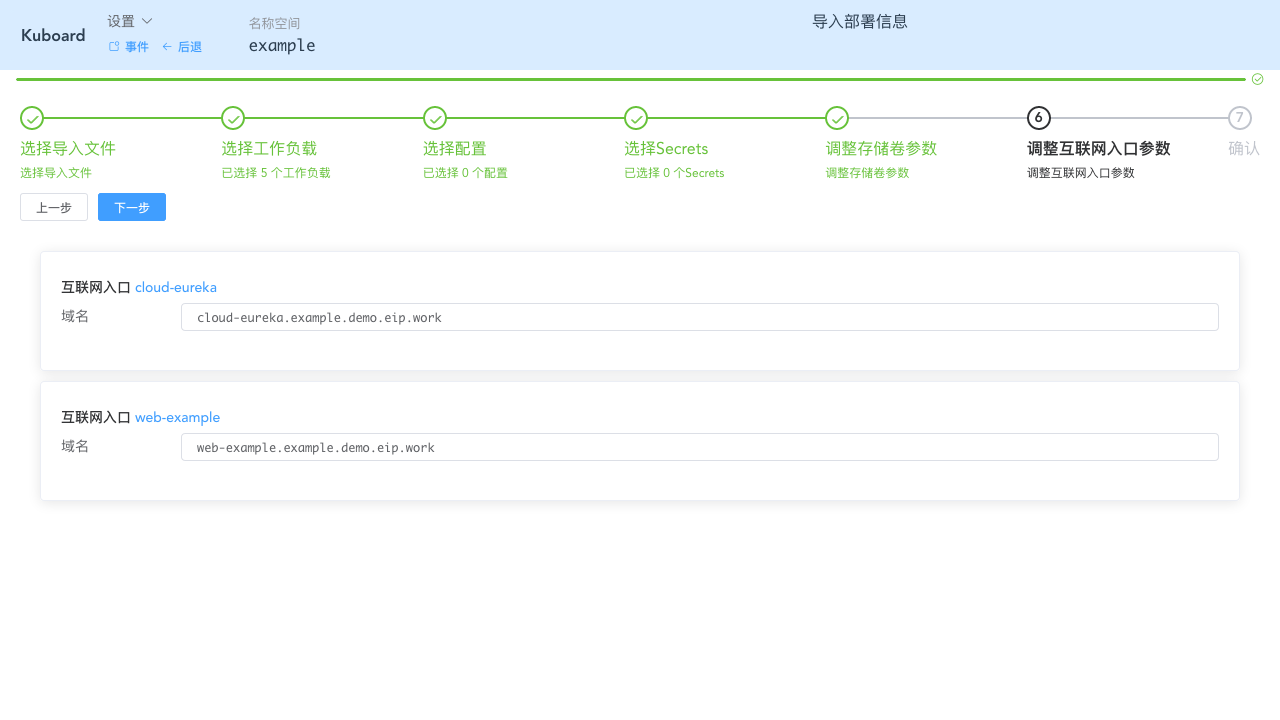 Kuboard
设置
事件 后退
名称空间
example
导入部署信息
选择导入文件
选择导入文件
选择工作负载
已选择 5 个工作负载
选择配置
已选择 0 个配置
选择Secrets
已选择 0 个Secrets
调整存储卷参数
调整存储卷参数
6
调整互联网入口参数
调整互联网入口参数
7
确认
上一步 下一步
互联网入口 cloud-eureka
域名 cloud-eureka.example.demo.eip.work
互联网入口 web-example
域名 web-example.example.demo.eip.work